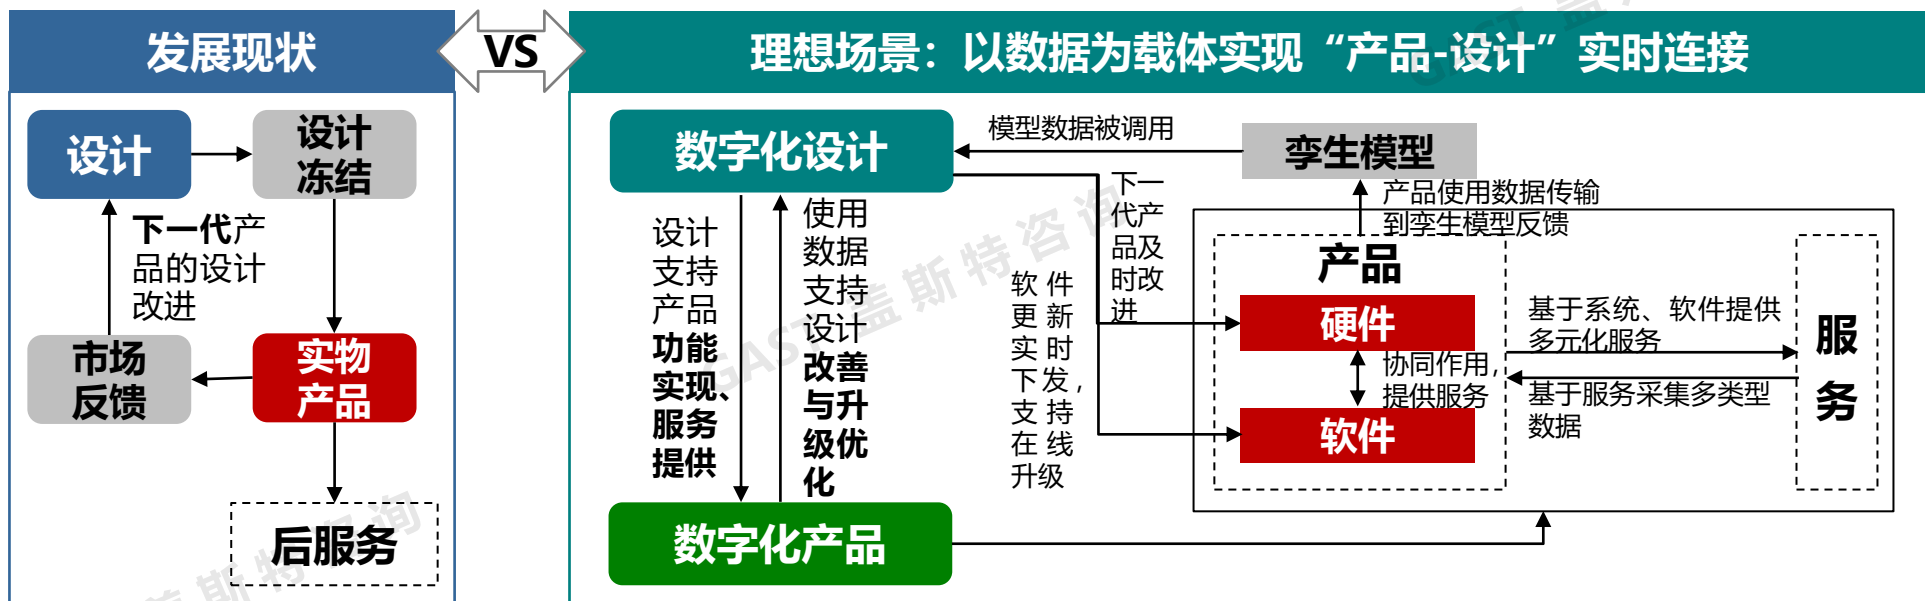 发展现状
VS
理想场景：以数据为载体实现“产品-设计”实时连接
设计
设计
冻结
下一代产
品的设计
改进
市场
反馈
实物
产品
后服务
数字化设计
模型数据被调用
孪生模型
产品使用数据传输
到孪生模型反馈
设计
支持
产品
功能
实现、
服务
提供
使用
数据
支持
设计
改善
与升
级优
化
下一
代产
品及
时改
进
软件
更新
实时
下发，
支持
在线
升级
产品
硬件
协同作用，
提供服务
软件
基于系统、软件提供
多元化服务
基于服务采集多类型
数据
服
务
数字化产品
GAST 盖斯特咨询